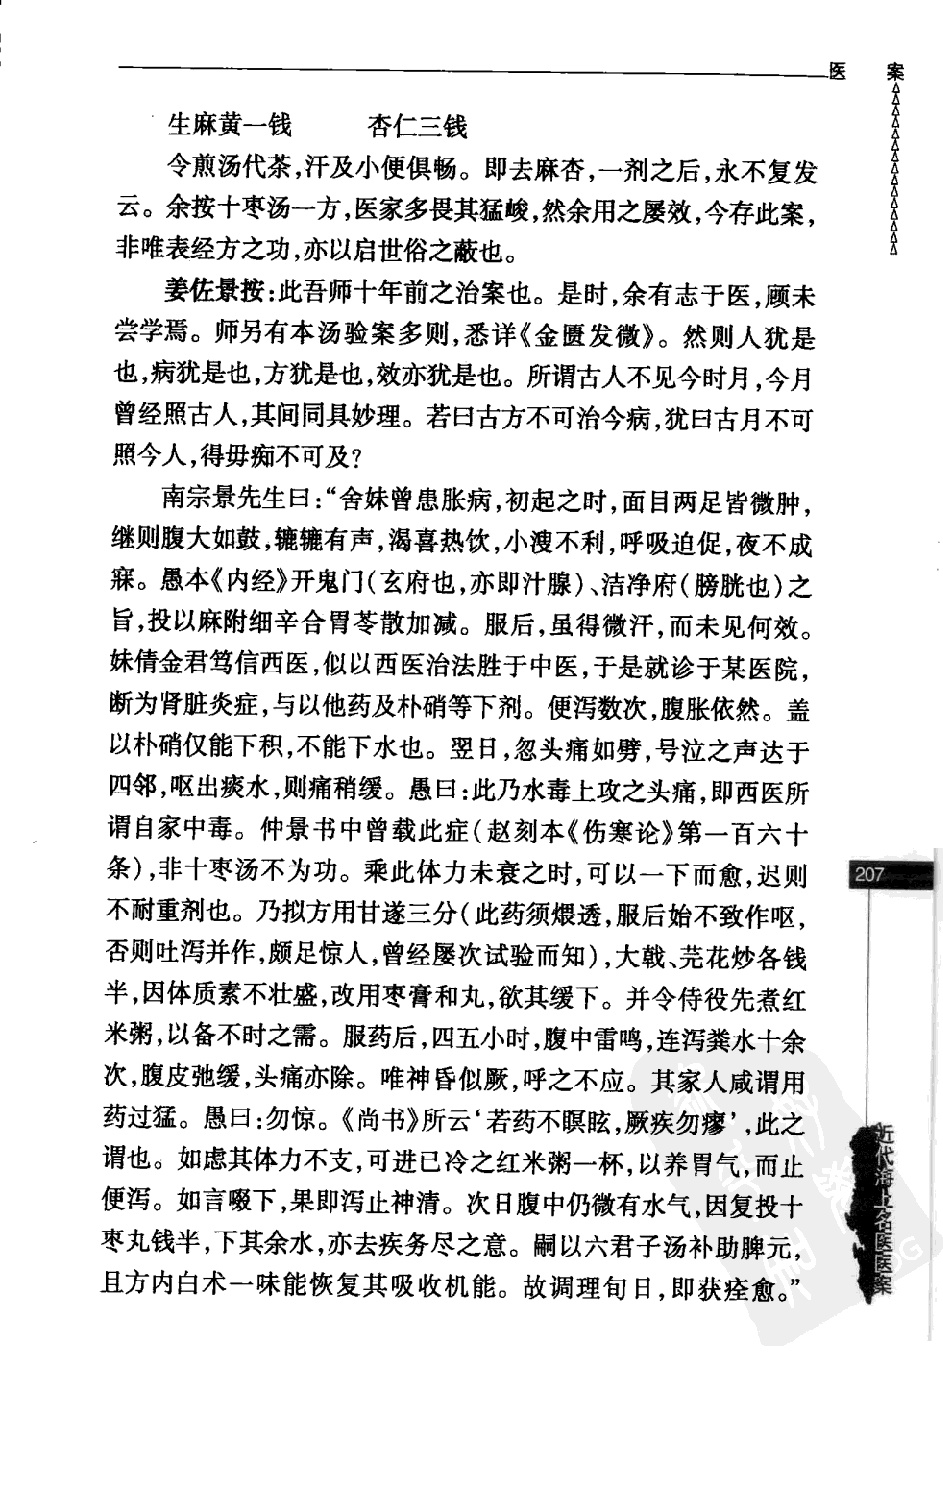 医 案
生麻黄一钱 杏仁三钱
令煎汤代茶,汗及小便俱畅。即去麻杏,一剂之后,永不复发
云。余按十枣汤一方,医家多畏其猛峻,然余用之屡效,今存此案,
非唯表经方之功,亦以启世俗之蔽也。
姜佐景按:此吾师十年前之治案也。是时,余有志于医,顾未
尝学焉。师另有本汤验案多则,悉详《金匮发微》。然则人犹是
也,病犹是也,方犹是也,效亦犹是也。所谓古人不见今时月,今月
曾经照古人,其间同具妙理。若曰古方不可治今病,犹曰古月不可
照今人,得毋痴不可及?
南宗景先生曰:“舍妹曾患胀病,初起之时,面目两足皆微肿,
继则腹大如鼓,辘辘有声,渴喜热饮,小溲不利,呼吸迫促,夜不成
寐。愚本《内经》开鬼门(玄府也,亦即汁腺)、洁净府(膀胱也)之
旨,投以麻附细辛合胃苓散加减。服后,虽得微汗,而未见何效。
妹倩金君笃信西医,似以西医治法胜于中医,于是就诊于某医院,
断为肾脏炎症,与以他药及朴硝等下剂。便泻数次,腹胀依然。盖
以朴硝仅能下积,不能下水也。翌日,忽头痛如劈,号泣之声达于
四邻,呕出痰水,则痛稍缓。愚曰:此乃水毒上攻之头痛,即西医所
谓自家中毒。仲景书中曾载此症(赵刻本《伤寒论》第一百六十
条),非十枣汤不为功。乘此体力未衰之时,可以一下而愈,迟则
不耐重剂也。乃拟方用甘遂三分(此药须煨透,服后始不致作呕,
否则吐泻并作,颇足惊人,曾经屡次试验而知),大戟、芫花炒各钱
半,因体质素不壮盛,改用枣膏和丸,欲其缓下。并令侍役先煮红
米粥,以备不时之需。服药后,四五小时,腹中雷鸣,连泻粪水十余
次,腹皮弛缓,头痛亦除。唯神昏似厥,呼之不应。其家人咸谓用
药过猛。愚曰:勿惊。《尚书》所云‘若药不瞑眩,厥疾勿瘳’,此之
谓也。如虑其体力不支,可进已冷之红米粥一杯,以养胃气,而止
便泻。如言啜下,果即泻止神清。次日腹中仍微有水气,因复投十
枣丸钱半,下其余水,亦去疾务尽之意。嗣以六君子汤补助脾元,
且方内白术一味能恢复其吸收机能。故调理旬日,即获痊愈。”
207
近代海上名医医案